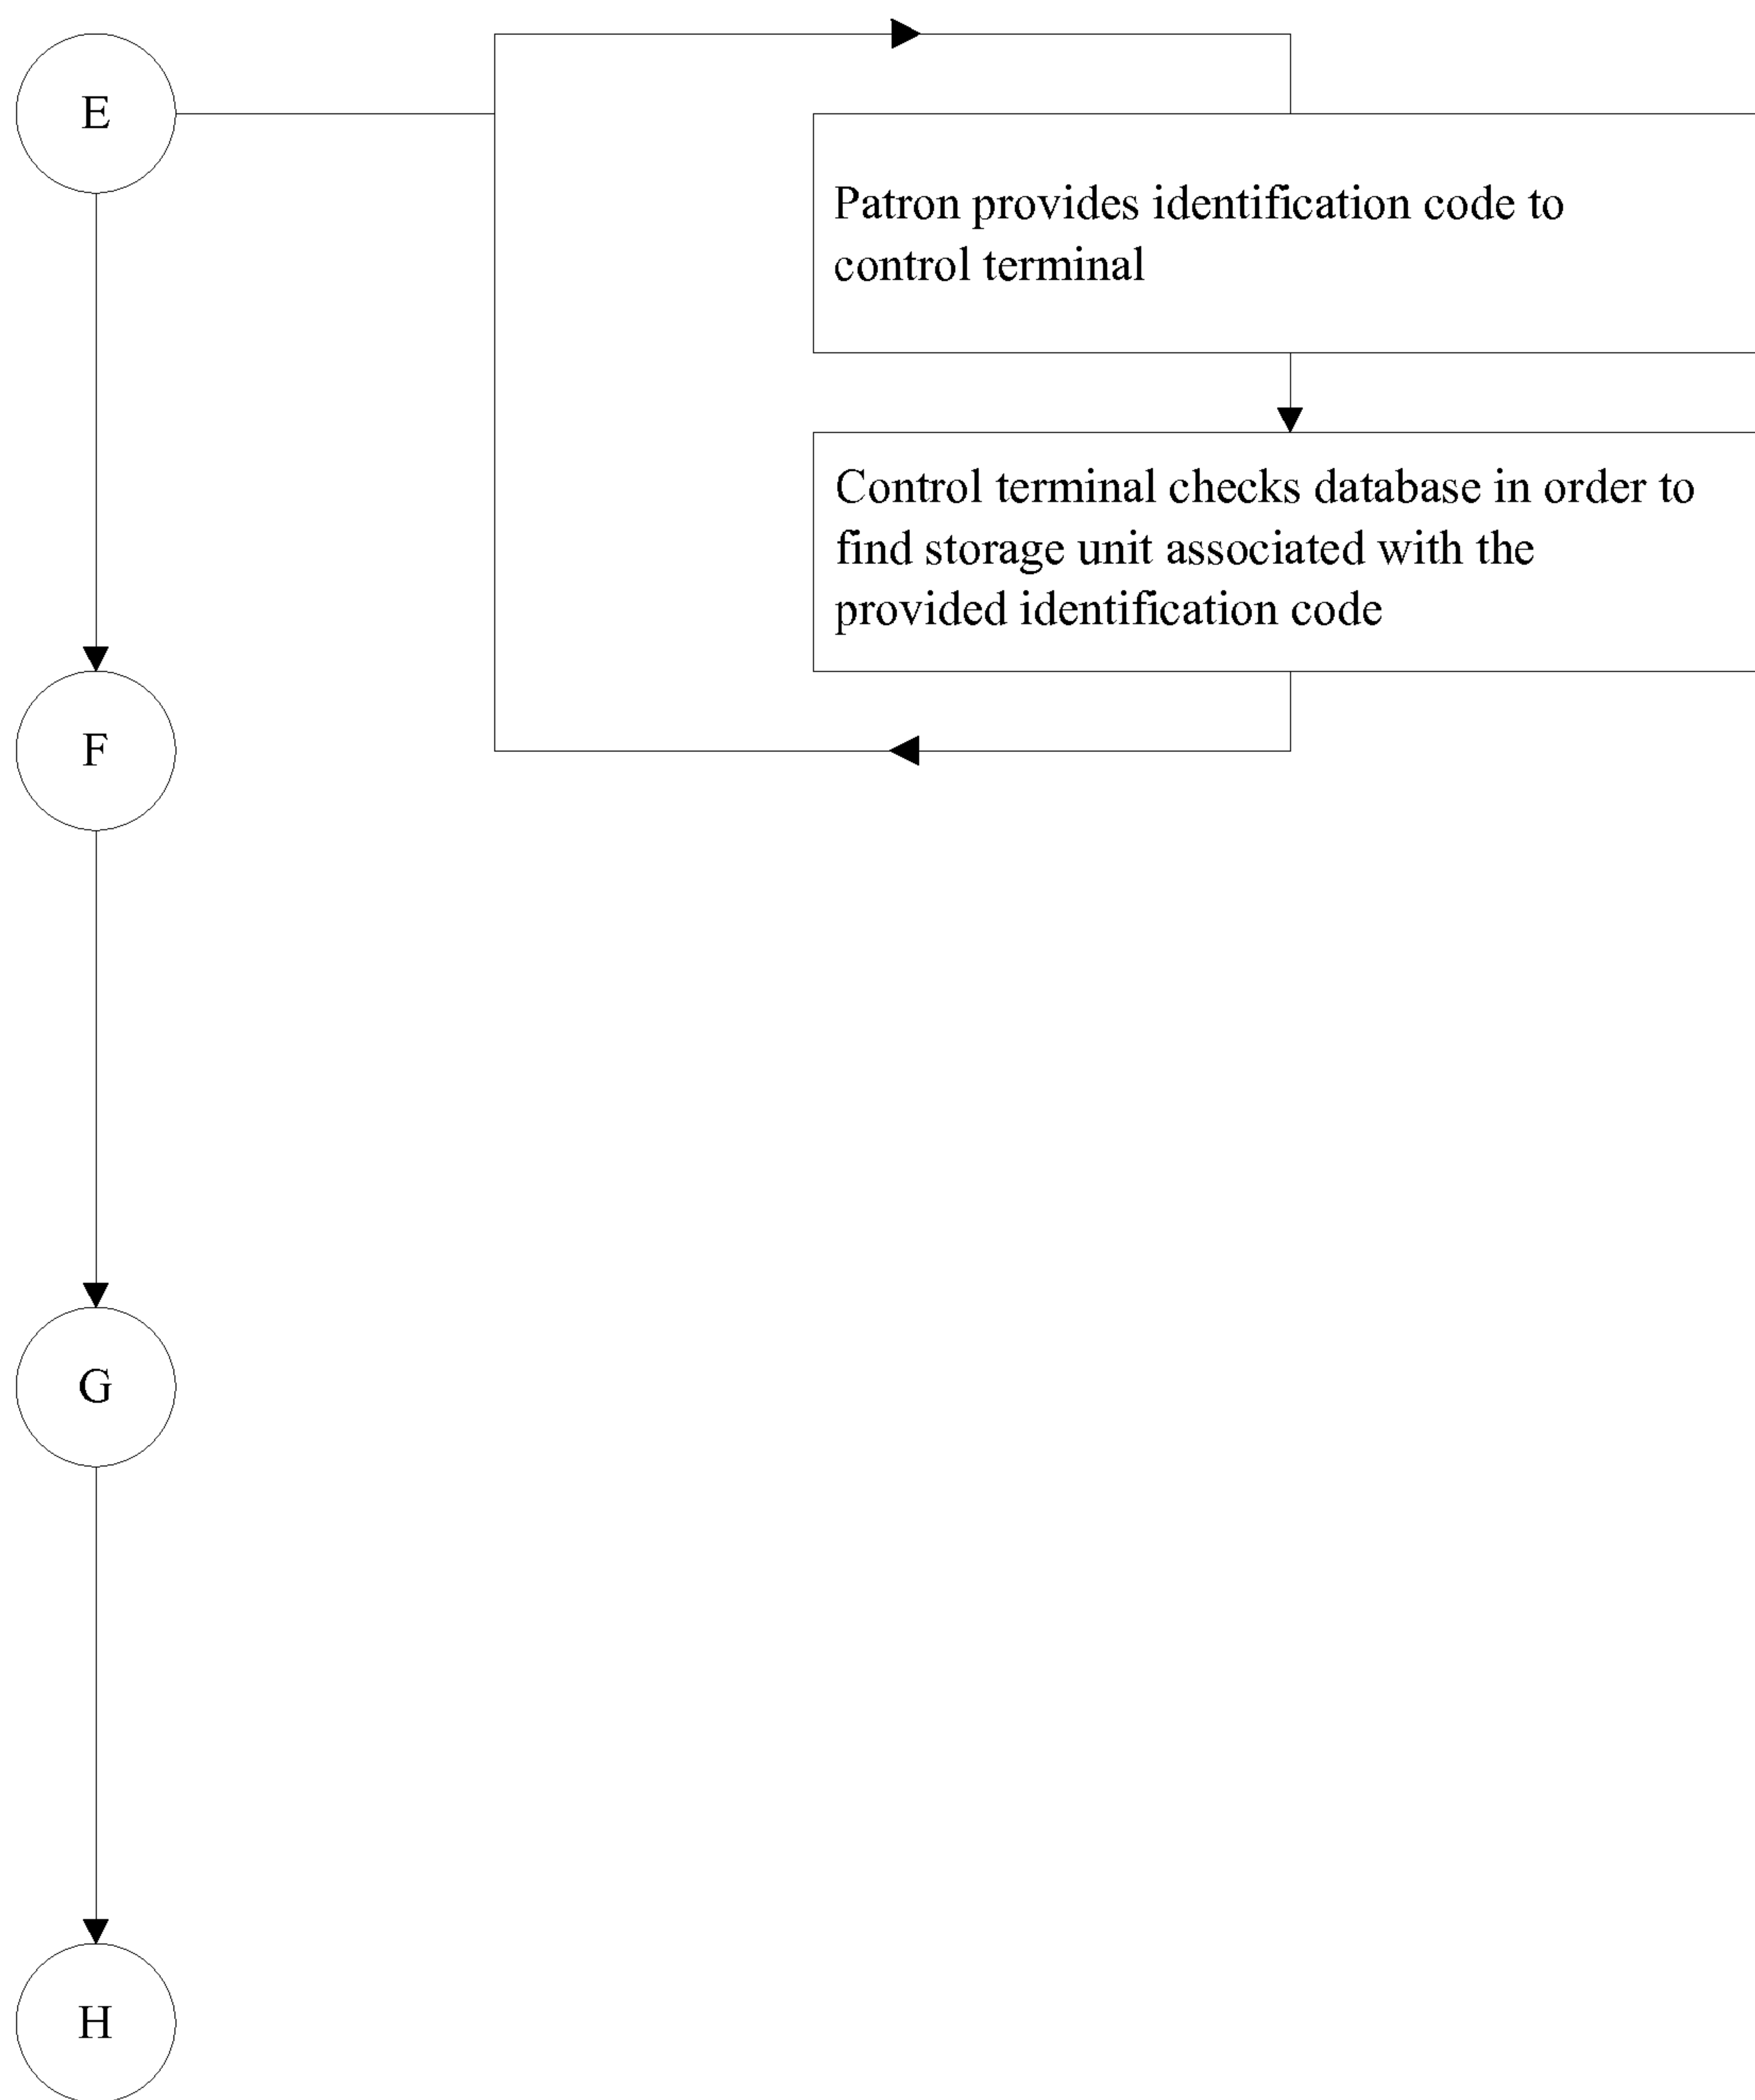 E
Patron provides identification code to
control terminal
Control terminal checks database in order to
find storage unit associated with the
provided identification code
F
G
H